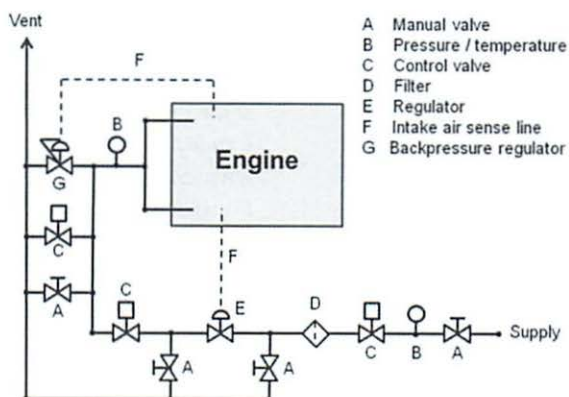 Vent
A Manual valve
B Pressure / temperature
C Control valve
D Filter
E Regulator
F Intake air sense line
G Backpressure regulator
F
B
Engine
G
C
A
F
C
E
D
C
B
A
Supply
A
A